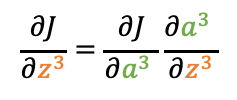 ∂J/∂z³ = ∂J/∂a³ ∂a³/∂z³